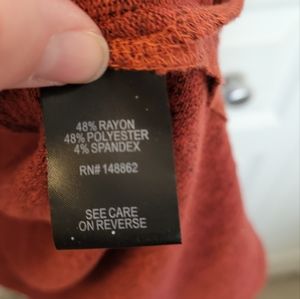 48% RAYON
48% POLYESTER
4% SPANDEX
RN# 148862
SEE CARE
ON REVERSE